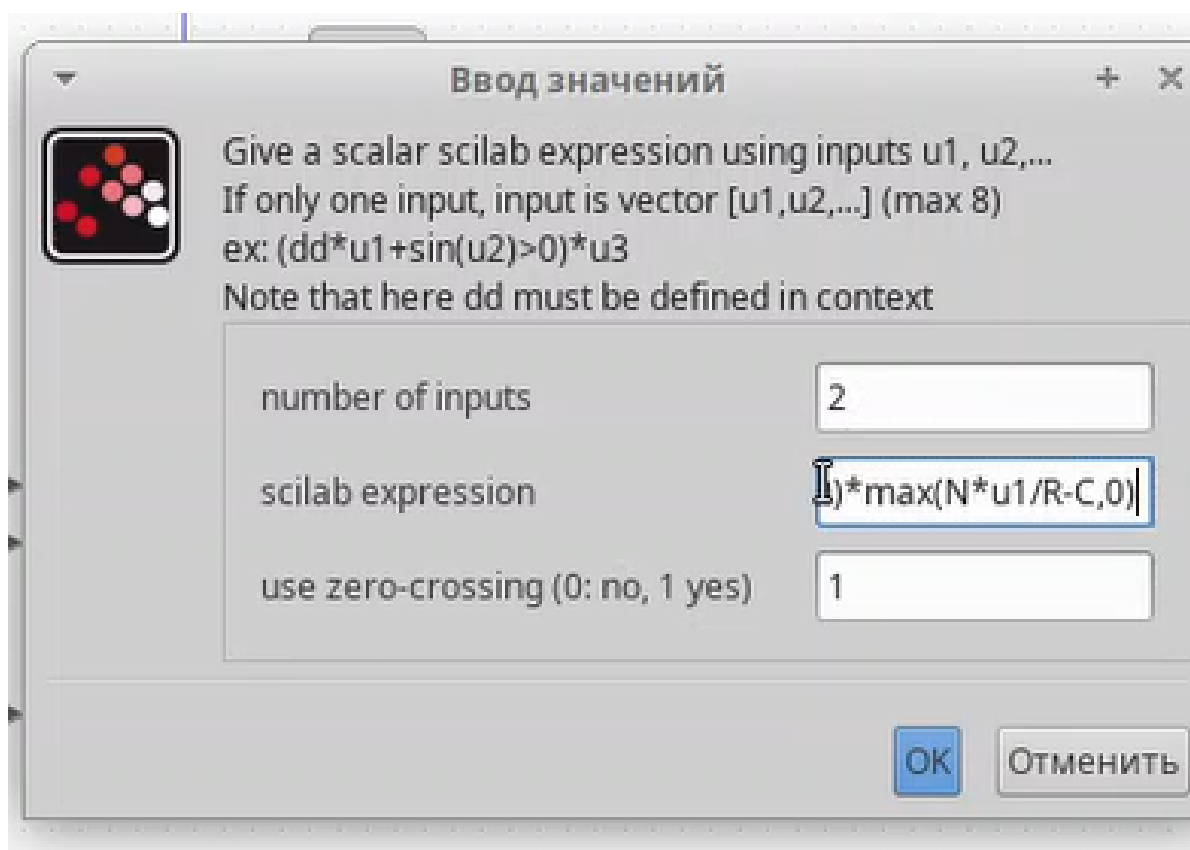 Ввод значений
Give a scalar scilab expression using inputs u1, u2,...
If only one input, input is vector [u1,u2,...] (max 8)
ex: (dd*u1+sin(u2)>0)*u3
Note that here dd must be defined in context
number of inputs 2
scilab expression )*max(N*u1/R-C,0)
use zero-crossing (0: no, 1 yes) 1
OK Отменить